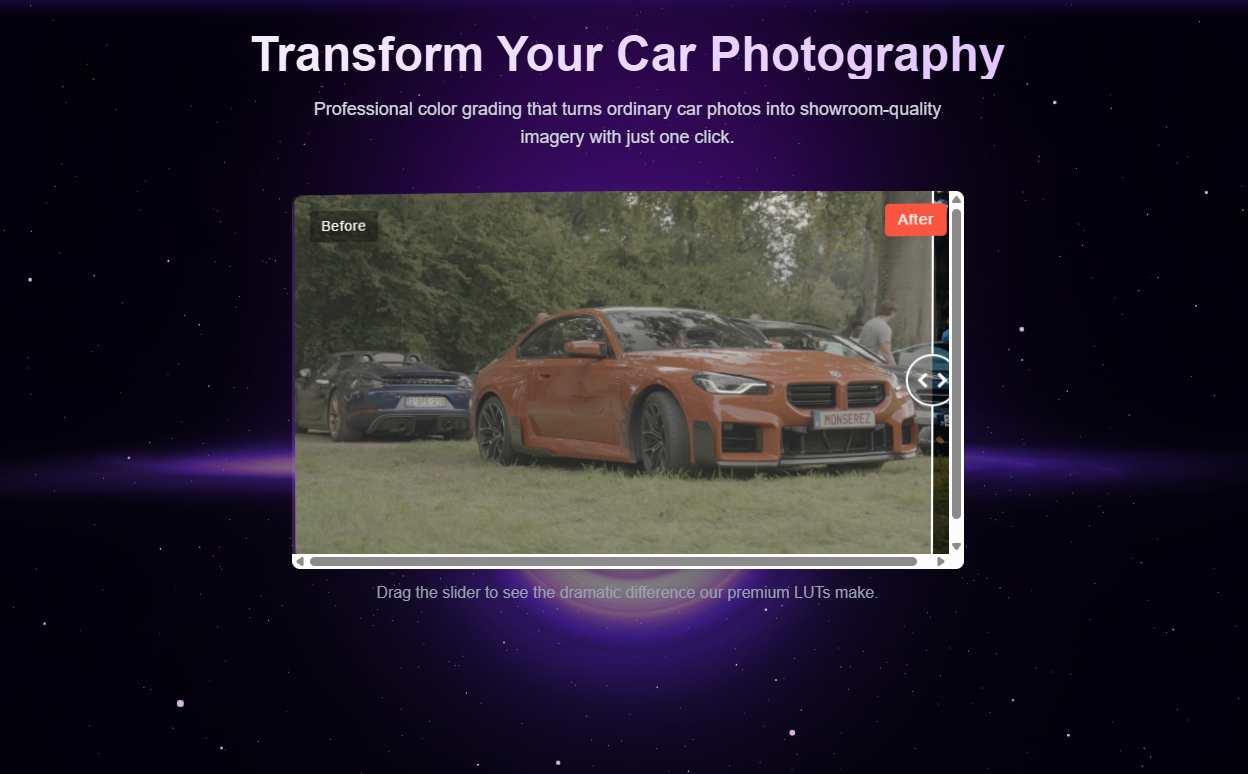 Transform Your Car Photography
Professional color grading that turns ordinary car photos into showroom-quality
imagery with just one click.
Before
After
MONSEREZ
Drag the slider to see the dramatic difference our premium LUTs make.